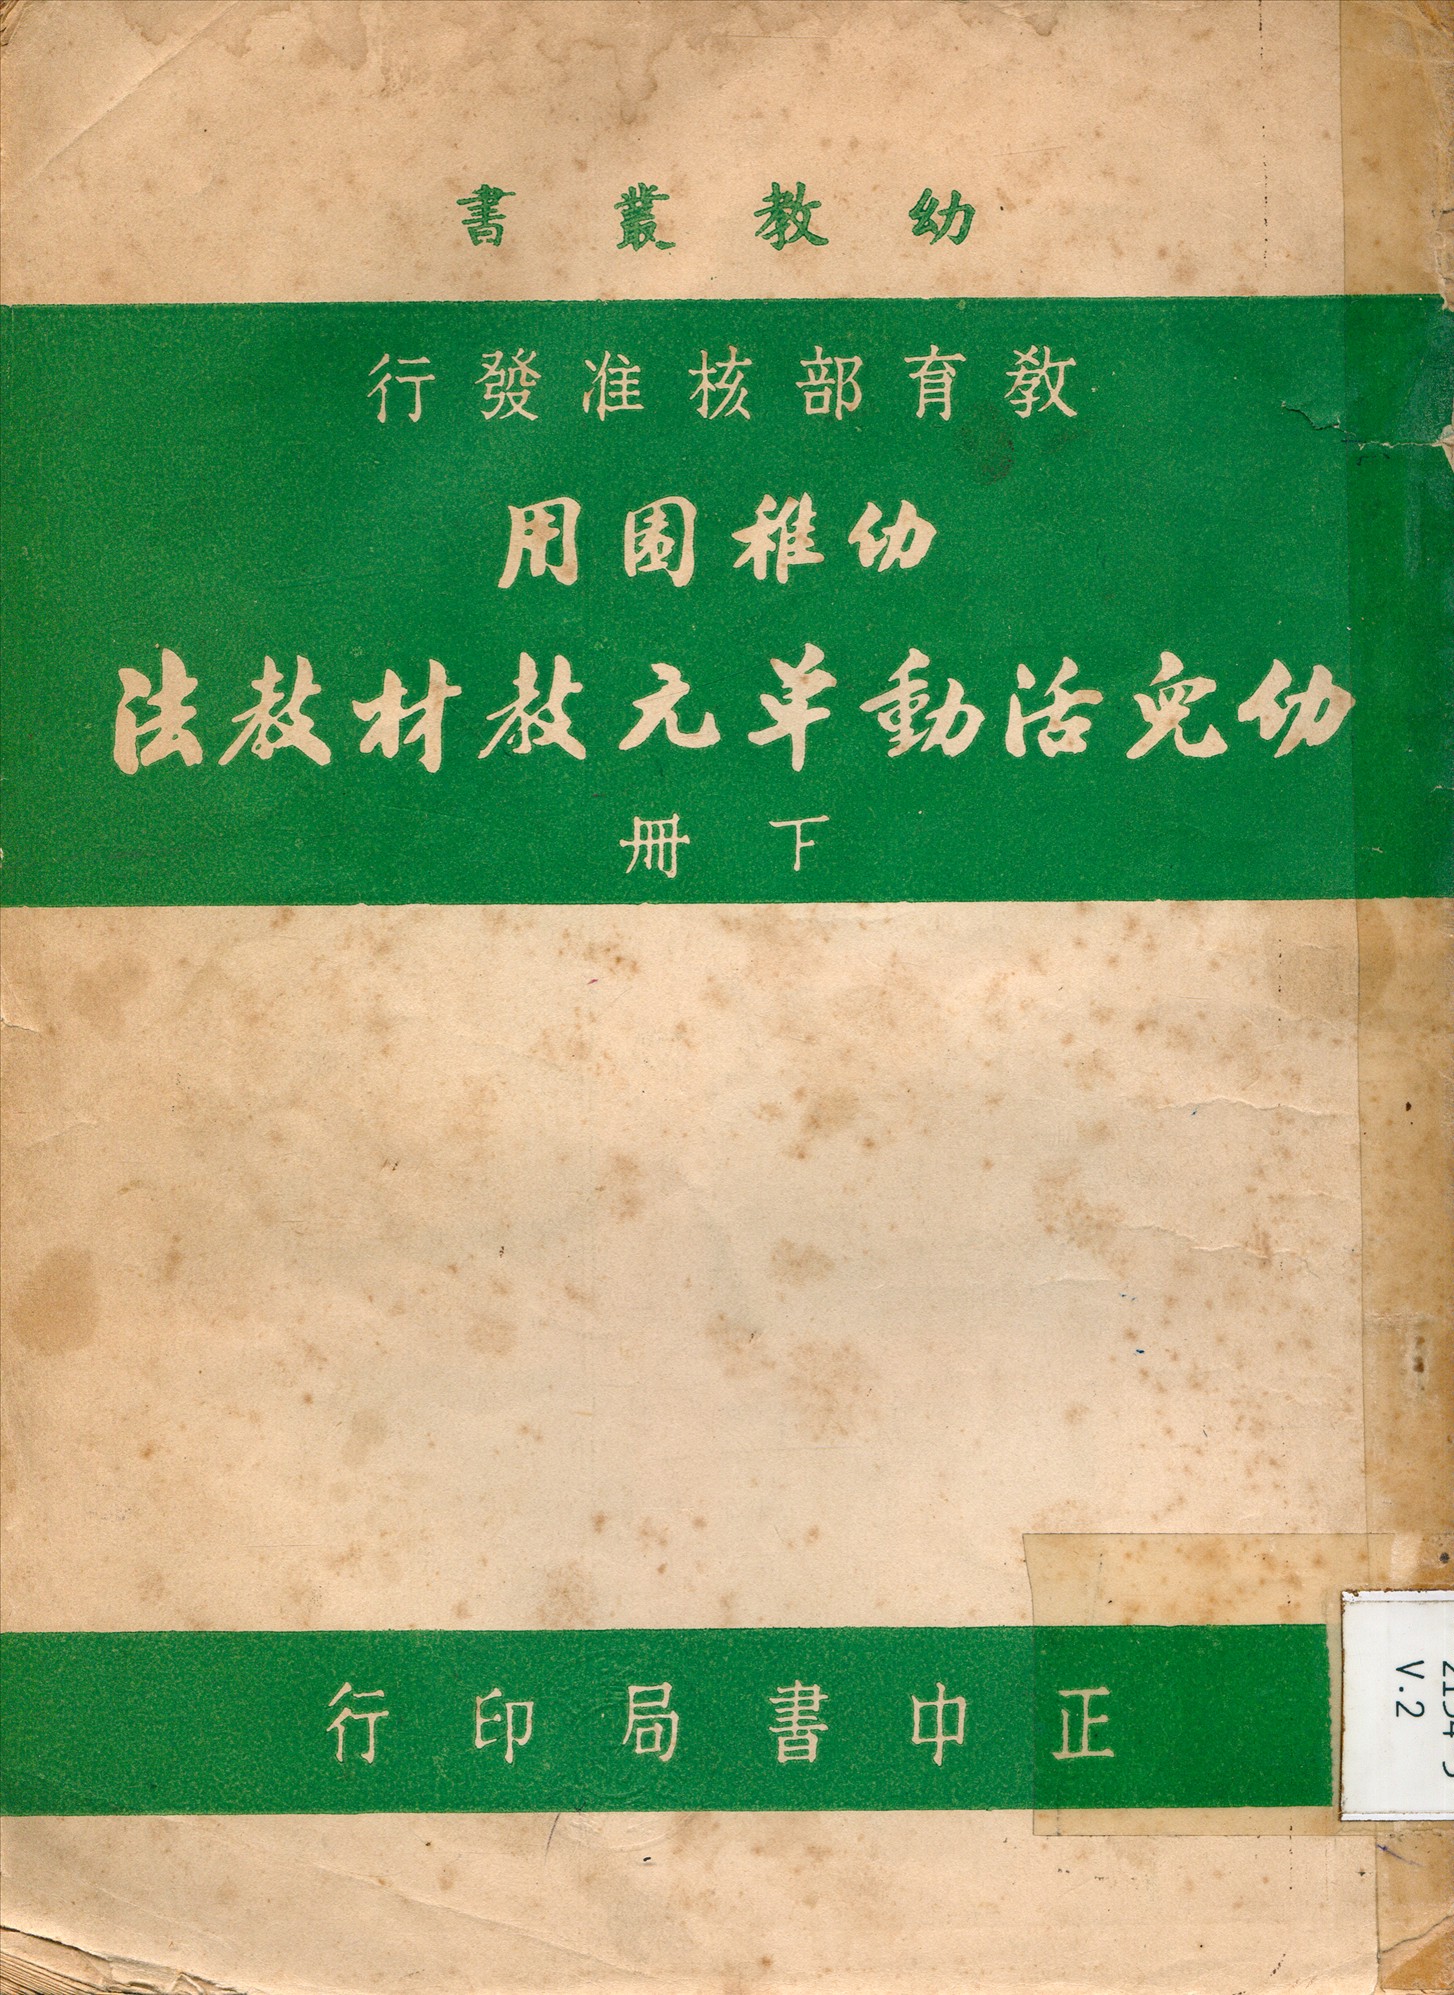 幼教叢書
教育部核准發行
幼稚園用
幼兒活動單元教材教法
下冊
正中書局印行
V.2